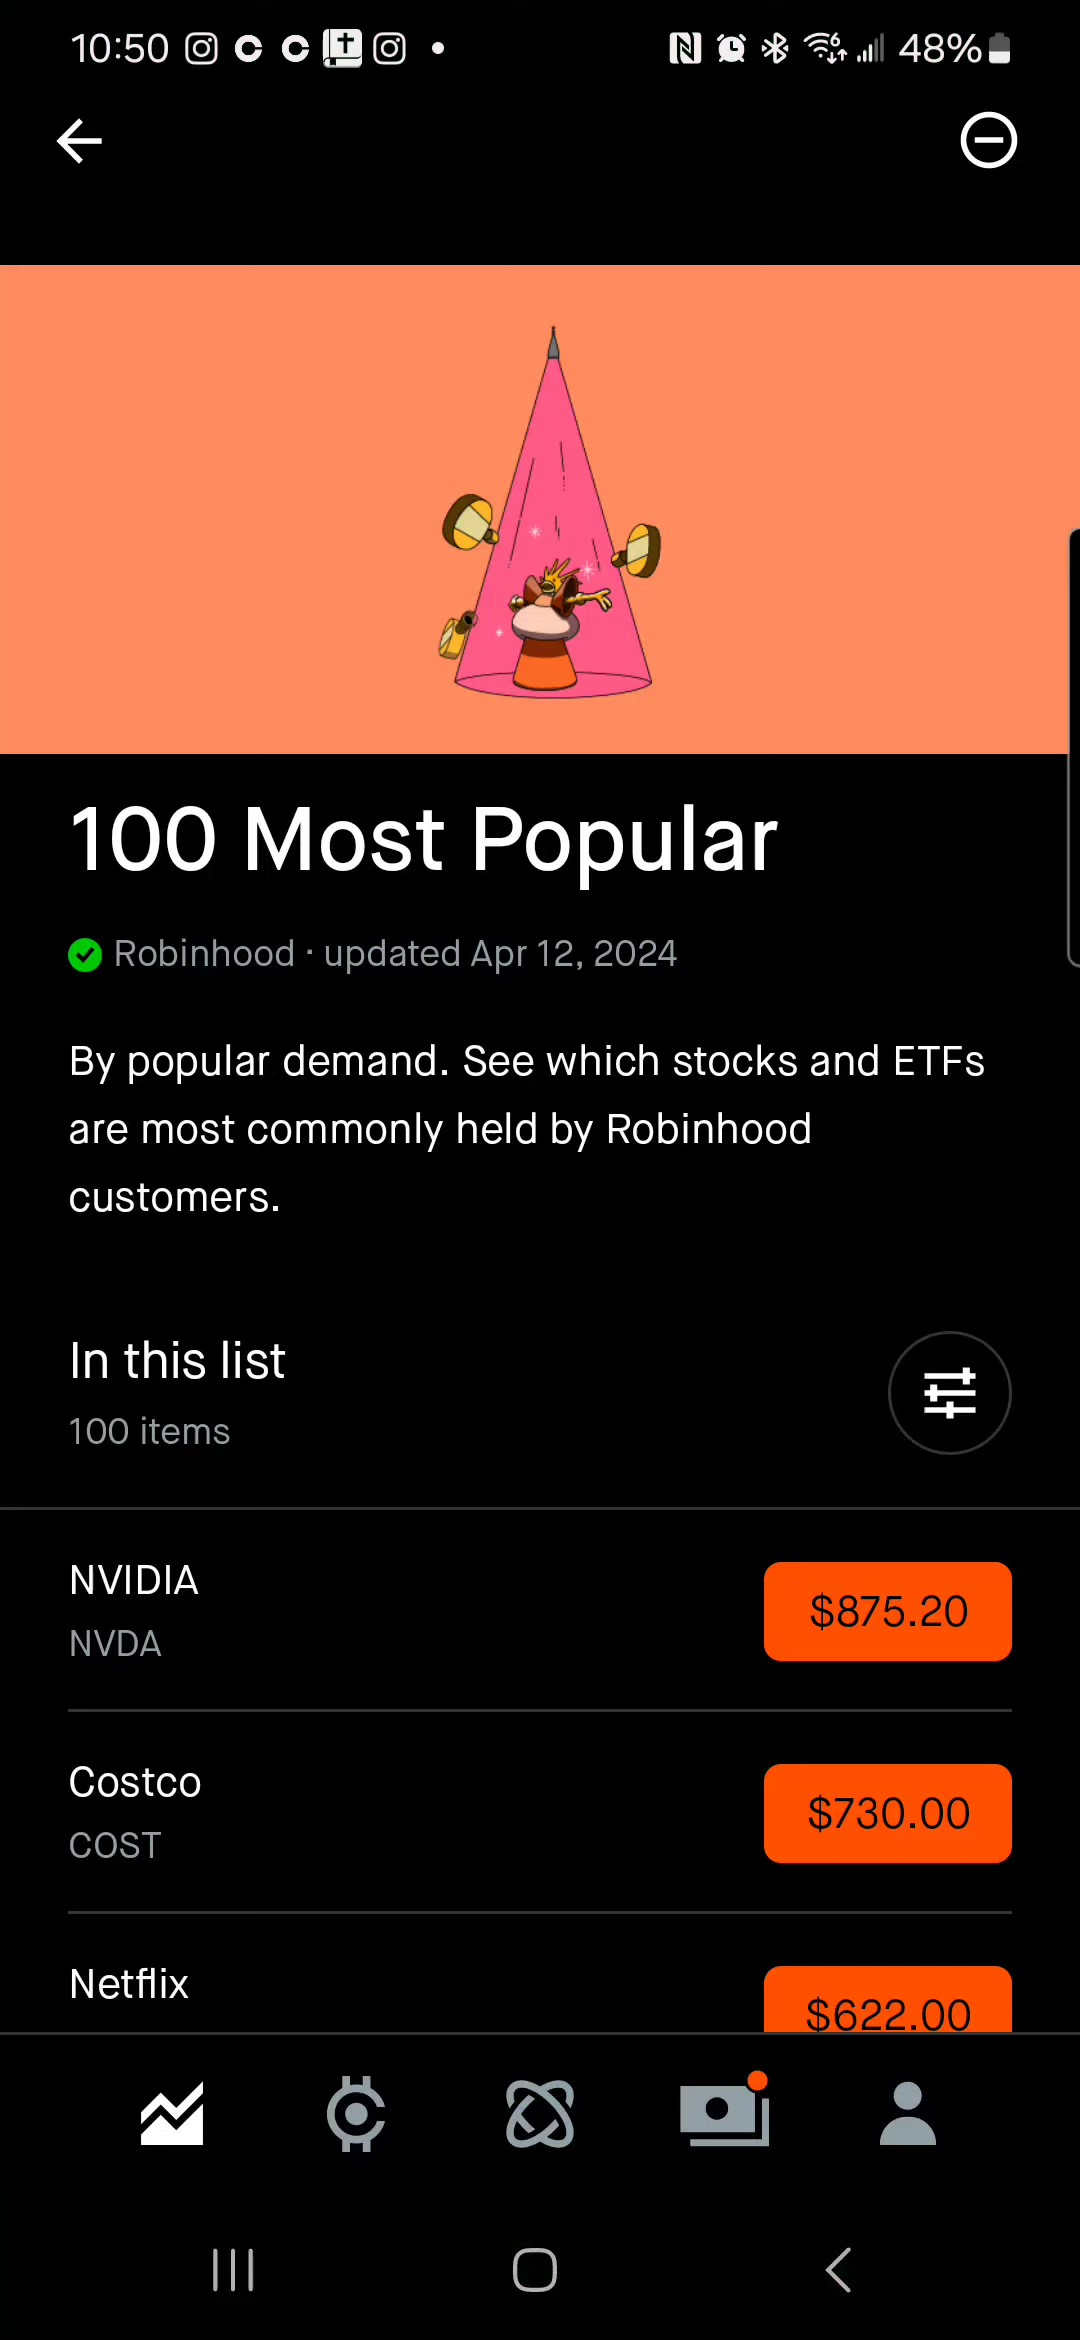 10:50
48%
100 Most Popular
Robinhood · updated Apr 12, 2024
By popular demand. See which stocks and ETFs
are most commonly held by Robinhood
customers.
In this list
100 items
NVIDIA
$875.20
NVDA
Costco
$730.00
COST
Netflix
$622.00